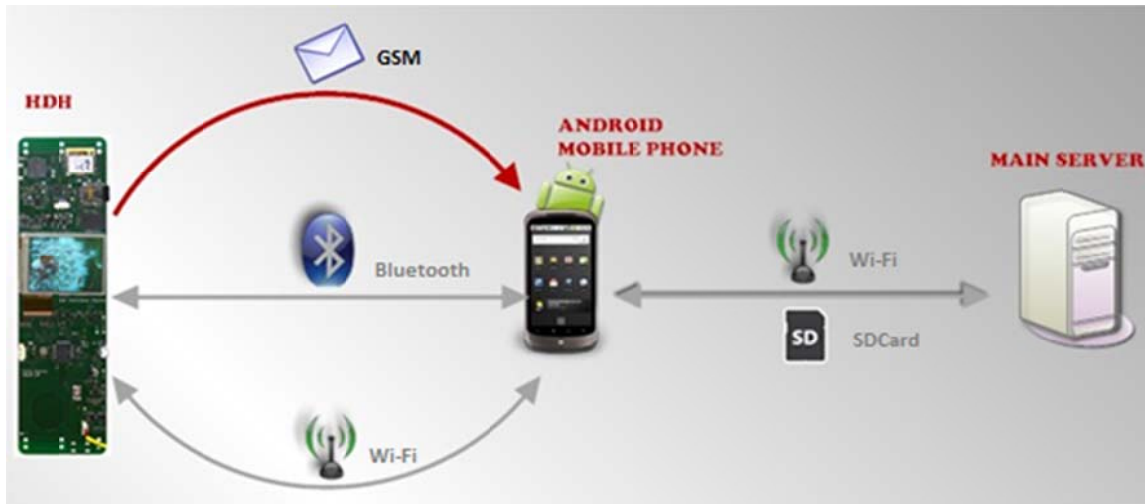 GSM
HDH
ANDROID
MOBILE PHONE
MAIN SERVER
Bluetooth
Wi-Fi
SD
SDCard
Wi-Fi